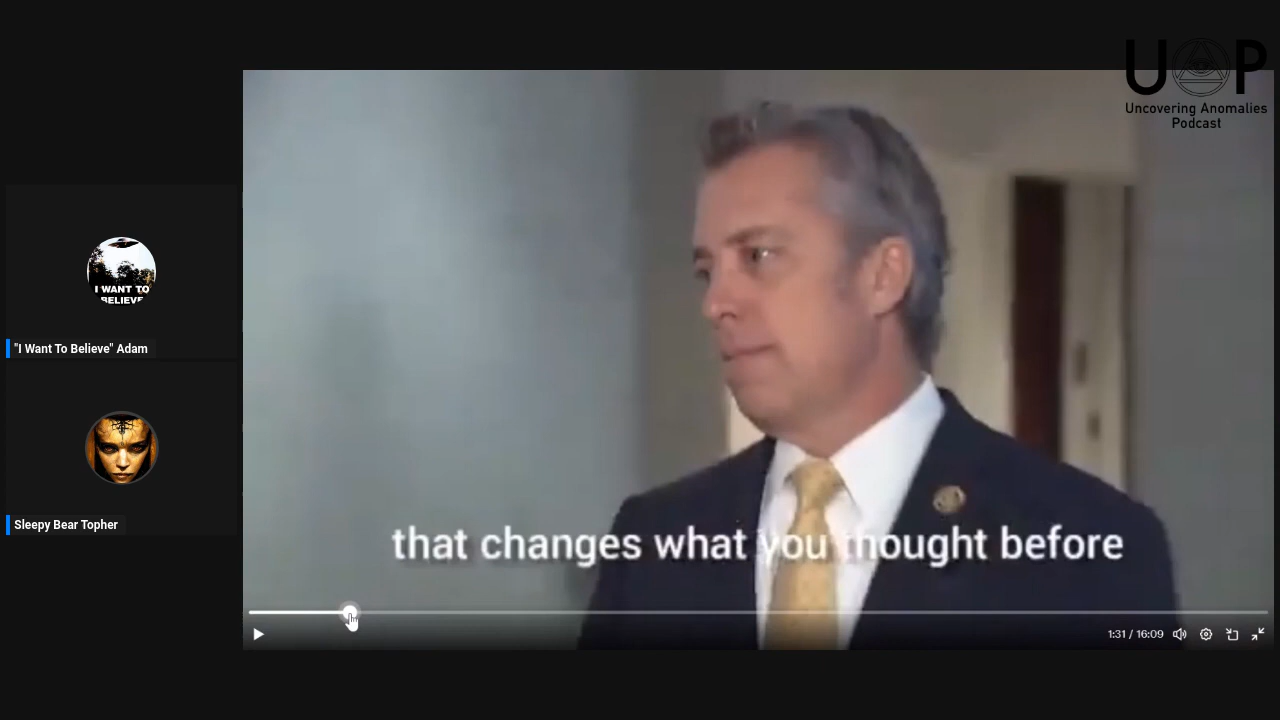 U P
Uncovering Anomalies
Podcast
I WANT TO
BELIEVE
"I Want To Believe" Adam
Sleepy Bear Topher
that changes what you thought before
1:31 / 16:09